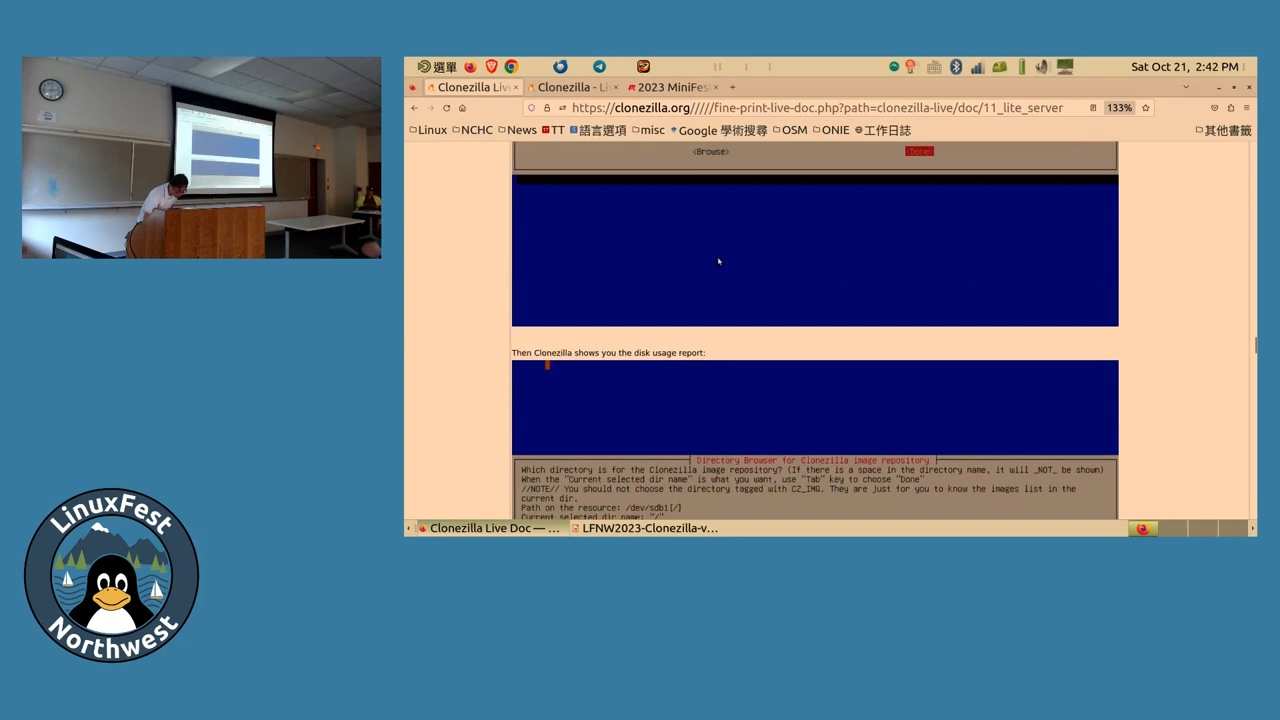 選單
Sat Oct 21, 2:42 PM
Clonezilla Liv
Clonezilla - Li
2023 MiniFes
https://clonezilla.org/////fine-print-live-doc.php?path=clonezilla-live/doc/11_lite_server
133%
Linux NCHC News TT 語言選項 misc Google 學術搜尋 OSM ONIE 工作日誌 其他書籤
<Browse> <Done>
Then Clonezilla shows you the disk usage report:
Directory Browser for Clonezilla image repository
Which directory is for the Clonezilla image repository? (If there is a space in the directory name, it will _NOT_ be shown)
When the "Current selected dir name" is what you want, use "Tab" key to choose "Done"
//NOTE// You should not choose the directory tagged with CZ_IMG. They are just for you to know the images list in the
current dir.
Path on the resource: /dev/sdb1[/]
Current selected dir name: "/"
Clonezilla Live Doc — ...
LFNW2023-Clonezilla-v...
LinuxFest
Northwest